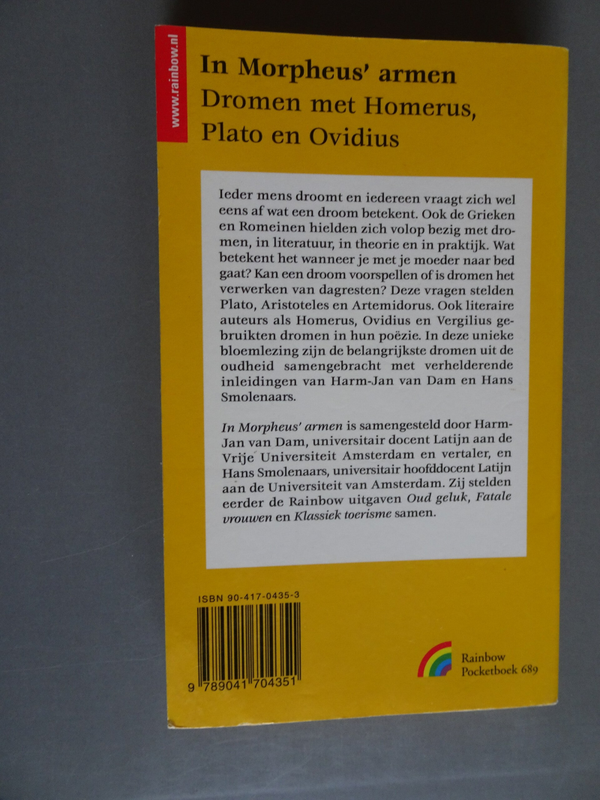 www.rainbow.nl
In Morpheus' armen
Dromen met Homerus,
Plato en Ovidius
Ieder mens droomt en iedereen vraagt zich wel
eens af wat een droom betekent. Ook de Grieken
en Romeinen hielden zich volop bezig met dro-
men, in literatuur, in theorie en in praktijk. Wat
betekent het wanneer je met je moeder naar bed
gaat? Kan een droom voorspellen of is dromen het
verwerken van dagresten? Deze vragen stelden
Plato, Aristoteles en Artemidorus. Ook literaire
auteurs als Homerus, Ovidius en Vergilius ge-
bruikten dromen in hun poëzie. In deze unieke
bloemlezing zijn de belangrijkste dromen uit de
oudheid samengebracht met verhelderende
inleidingen van Harm-Jan van Dam en Hans
Smolenaars.
In Morpheus' armen is samengesteld door Harm-
Jan van Dam, universitair docent Latijn aan de
Vrije Universiteit Amsterdam en vertaler, en
Hans Smolenaars, universitair hoofddocent Latijn
aan de Universiteit van Amsterdam. Zij stelden
eerder de Rainbow uitgaven Oud geluk, Fatale
vrouwen en Klassiek toerisme samen.
ISBN 90-417-0435-3
9 789041 704351
Rainbow
Pocketboek 689